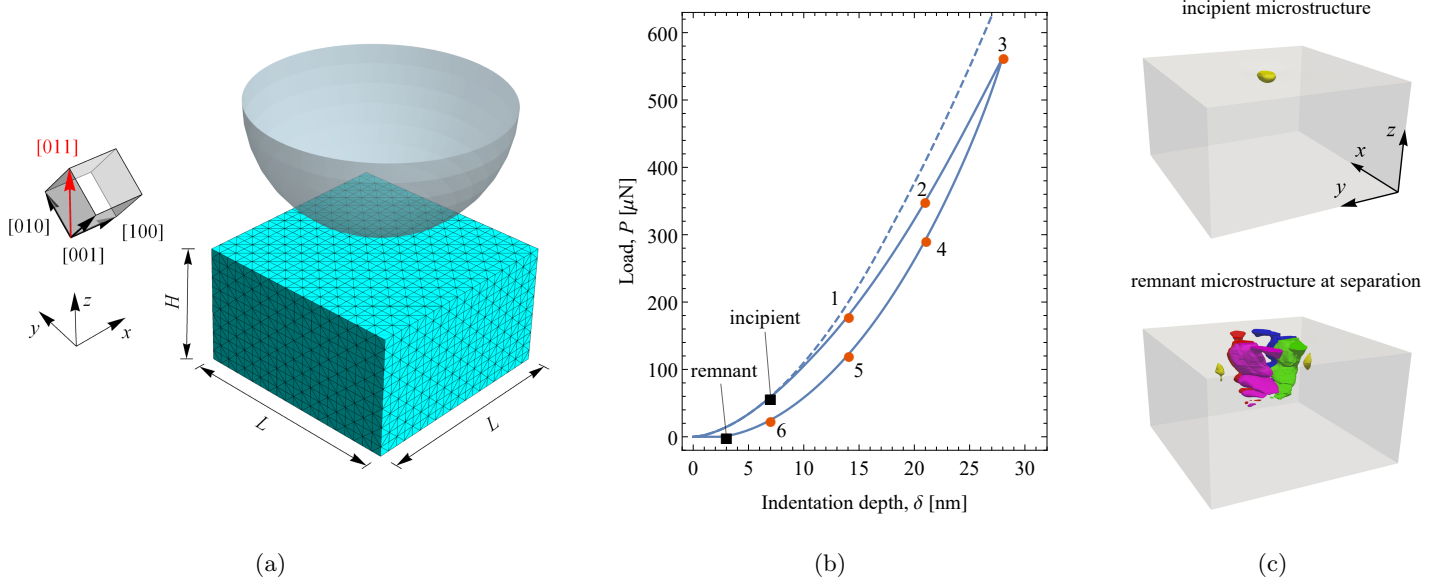 [011]
[010]
[001]
[100]
z
y
x
H
L
L
(a)
Load, P [μN]
600
500
400
300
200
100
0
0
5
10
15
20
25
30
Indentation depth, δ [nm]
3
2
4
1
incipient
5
remnant
6
(b)
incipient microstructure
z
x
y
remnant microstructure at separation
(c)